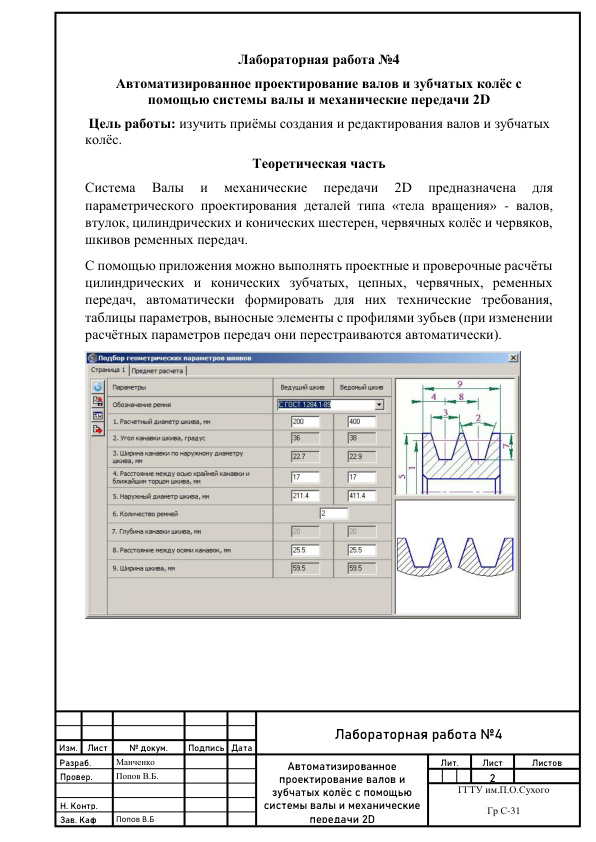 Лабораторная работа №4
Автоматизированное проектирование валов и зубчатых колёс с
помощью системы валы и механические передачи 2D
Цель работы: изучить приёмы создания и редактирования валов и зубчатых
колёс.
Теоретическая часть
Система Валы и механические передачи 2D предназначена для
параметрического проектирования деталей типа «тела вращения» - валов,
втулок, цилиндрических и конических шестерен, червячных колёс и червяков,
шкивов ременных передач.
С помощью приложения можно выполнять проектные и проверочные расчёты
цилиндрических и конических зубчатых, цепных, червячных, ременных
передач, автоматически формировать для них технические требования,
таблицы параметров, выносные элементы с профилями зубьев (при изменении
расчётных параметров передач они перестраиваются автоматически).
Подбор геометрических параметров шкивов
Страница 1 Предмет расчета
Параметры Ведущий шкив Ведомый шкив
Обозначение ремня С ГОСТ 1284.1-89
1. Расчетный диаметр шкива, мм 200 400
2. Угол канавки шкива, градус 36 38
3. Ширина канавки по наружному диаметру
шкива, мм 22.7 22.9
4. Расстояние между осью крайней канавки и
ближайшим торцом шкива, мм 17 17
5. Наружный диаметр шкива, мм 211.4 411.4
6. Количество ремней 2
7. Глубина канавки шкива, мм 20 20
8. Расстояние между осями канавок, мм 25.5 25.5
9. Ширина шкива, мм 59.5 59.5
9
4 8
3 2
7
5 1
Лабораторная работа №4
Изм. Лист № докум. Подпись Дата
Разраб. Манченко
Провер. Попов В.Б.
Н. Контр.
Зав. Каф Попов В.Б
Автоматизированное
проектирование валов и
зубчатых колёс с помощью
системы валы и механические
передачи 2D
Лит. Лист Листов
2
ГГТУ им.П.О.Сухого
Гр С-31